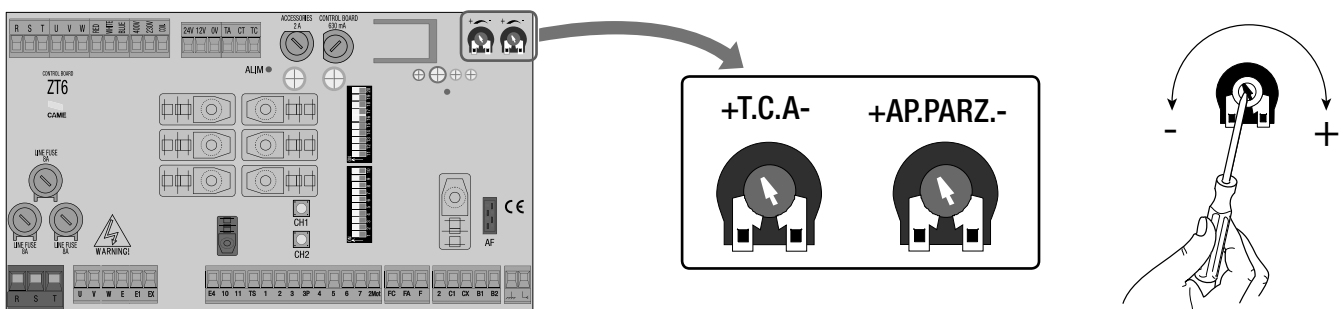 ACCESSORIES CONTROL BOARD
2 A 630 mA
+ - + -
R S T U V W RED WHITE BLUE 400V 230V COM
24V 12V 0V TA CT TC
ALIM
CONTROL BOARD
ZT6
CAME
LINE FUSE
8A
LINE FUSE
8A
LINE FUSE
8A
WARNING!
CH1
CH2
AF
CE
R S T
U V W E E1 EX
E4 10 11 TS 1 2 3 3P 4 5 6 7 2Mot
FC FA F
2 C1 CX B1 B2
+T.C.A-
+AP.PARZ.-
- +